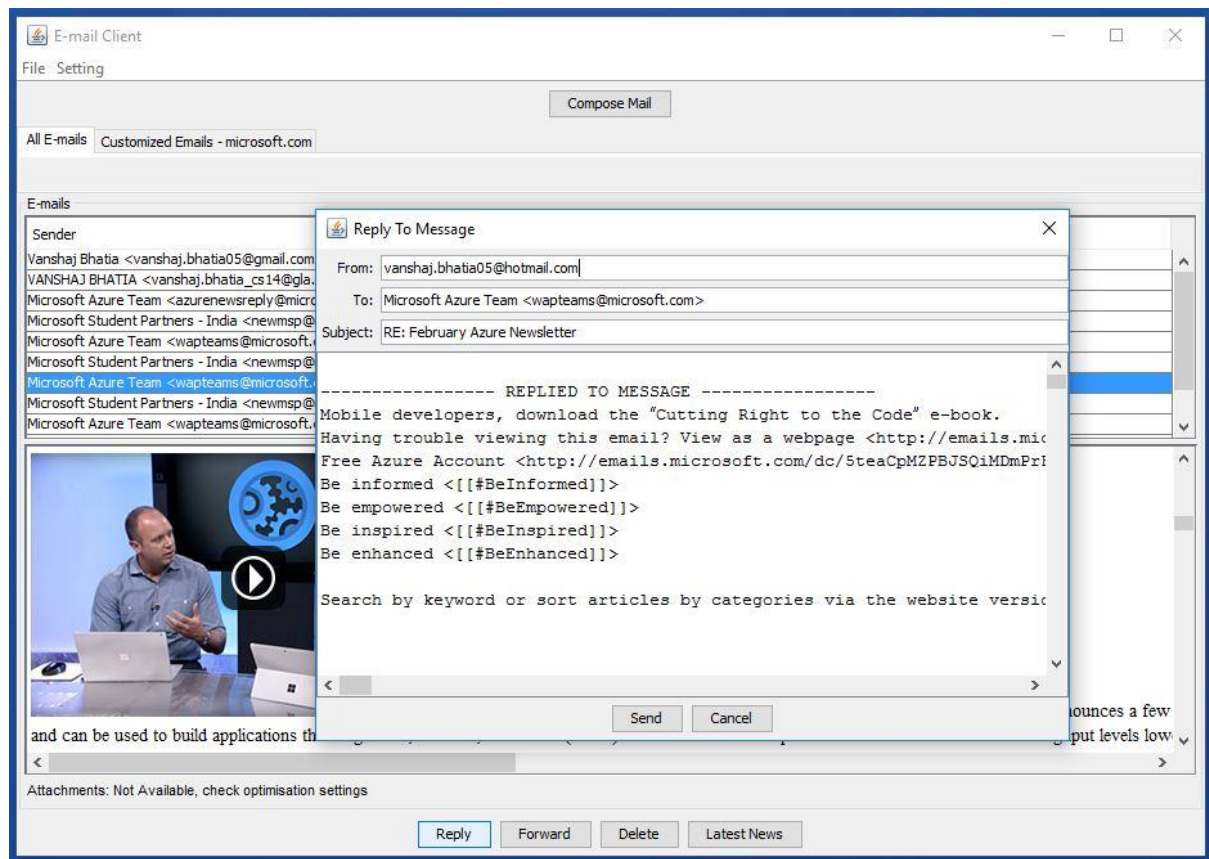 E-mail Client
File Setting
Compose Mail
All E-mails Customized Emails - microsoft.com
E-mails
Sender
Vanshaj Bhatia <vanshaj.bhatia05@gmail.com
VANSHAJ BHATIA <vanshaj.bhatia_cs14@gla.
Microsoft Azure Team <azurenewsreply@micro
Microsoft Student Partners - India <newmsp@
Microsoft Azure Team <wapteams@microsoft.
Microsoft Student Partners - India <newmsp@
Microsoft Azure Team <wapteams@microsoft.
Microsoft Student Partners - India <newmsp@
Microsoft Azure Team <wapteams@microsoft.
Reply To Message
From: vanshaj.bhatia05@hotmail.com
To: Microsoft Azure Team <wapteams@microsoft.com>
Subject: RE: February Azure Newsletter
----------------- REPLIED TO MESSAGE -----------------
Mobile developers, download the "Cutting Right to the Code" e-book.
Having trouble viewing this email? View as a webpage <http://emails.mic
Free Azure Account <http://emails.microsoft.com/dc/5teaCpMZPBJSQiMDmPrF
Be informed <[[#BeInformed]]>
Be empowered <[[#BeEmpowered]]>
Be inspired <[[#BeInspired]]>
Be enhanced <[[#BeEnhanced]]>
Search by keyword or sort articles by categories via the website versio
Send Cancel
nounces a few
and can be used to build applications th put levels low
Attachments: Not Available, check optimisation settings
Reply Forward Delete Latest News